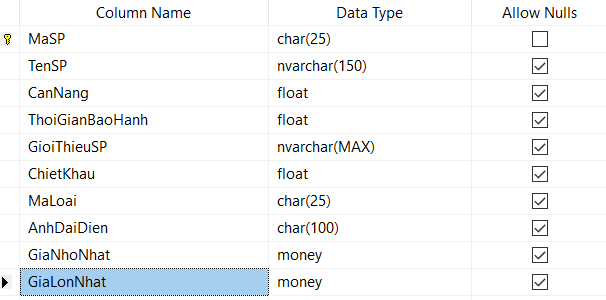 Column Name Data Type Allow Nulls
MaSP char(25)
TenSP nvarchar(150)
CanNang float
ThoiGianBaoHanh float
GioiThieuSP nvarchar(MAX)
ChietKhau float
MaLoai char(25)
AnhDaiDien char(100)
GiaNhoNhat money
GiaLonNhat money